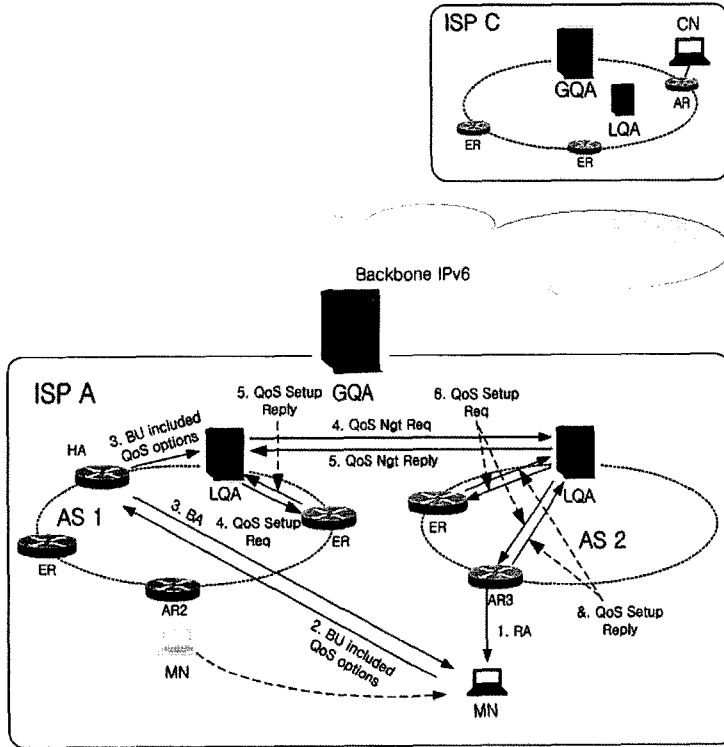 ISP C
CN
GQA
LQA
AR
ER
ER
Backbone IPv6
GQA
ISP A
5. QoS Setup
Reply
6. QoS Setup
Req
HA
3. BU included
QoS options
4. QoS Ngt Req
5. QoS Ngt Reply
LQA
LQA
AS 1
3. BA
4. QoS Setup
Req
ER
ER
AS 2
ER
AR2
AR3
&. QoS Setup
Reply
1. RA
2. BU included
QoS options
MN
MN